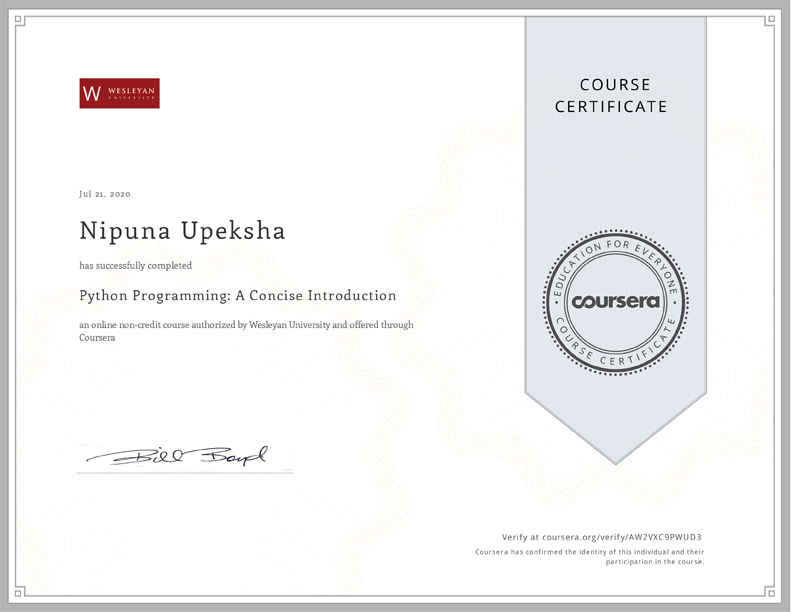 COURSE
CERTIFICATE
W WESLEYAN
UNIVERSITY
Jul 21, 2020
Nipuna Upeksha
has successfully completed
Python Programming: A Concise Introduction
an online non-credit course authorized by Wesleyan University and offered through
Coursera
EDUCATION FOR EVERYONE
coursera
COURSE CERTIFICATE
Bill Boyd
Verify at coursera.org/verify/AW2VXC9PWUD3
Coursera has confirmed the identity of this individual and their
participation in the course.